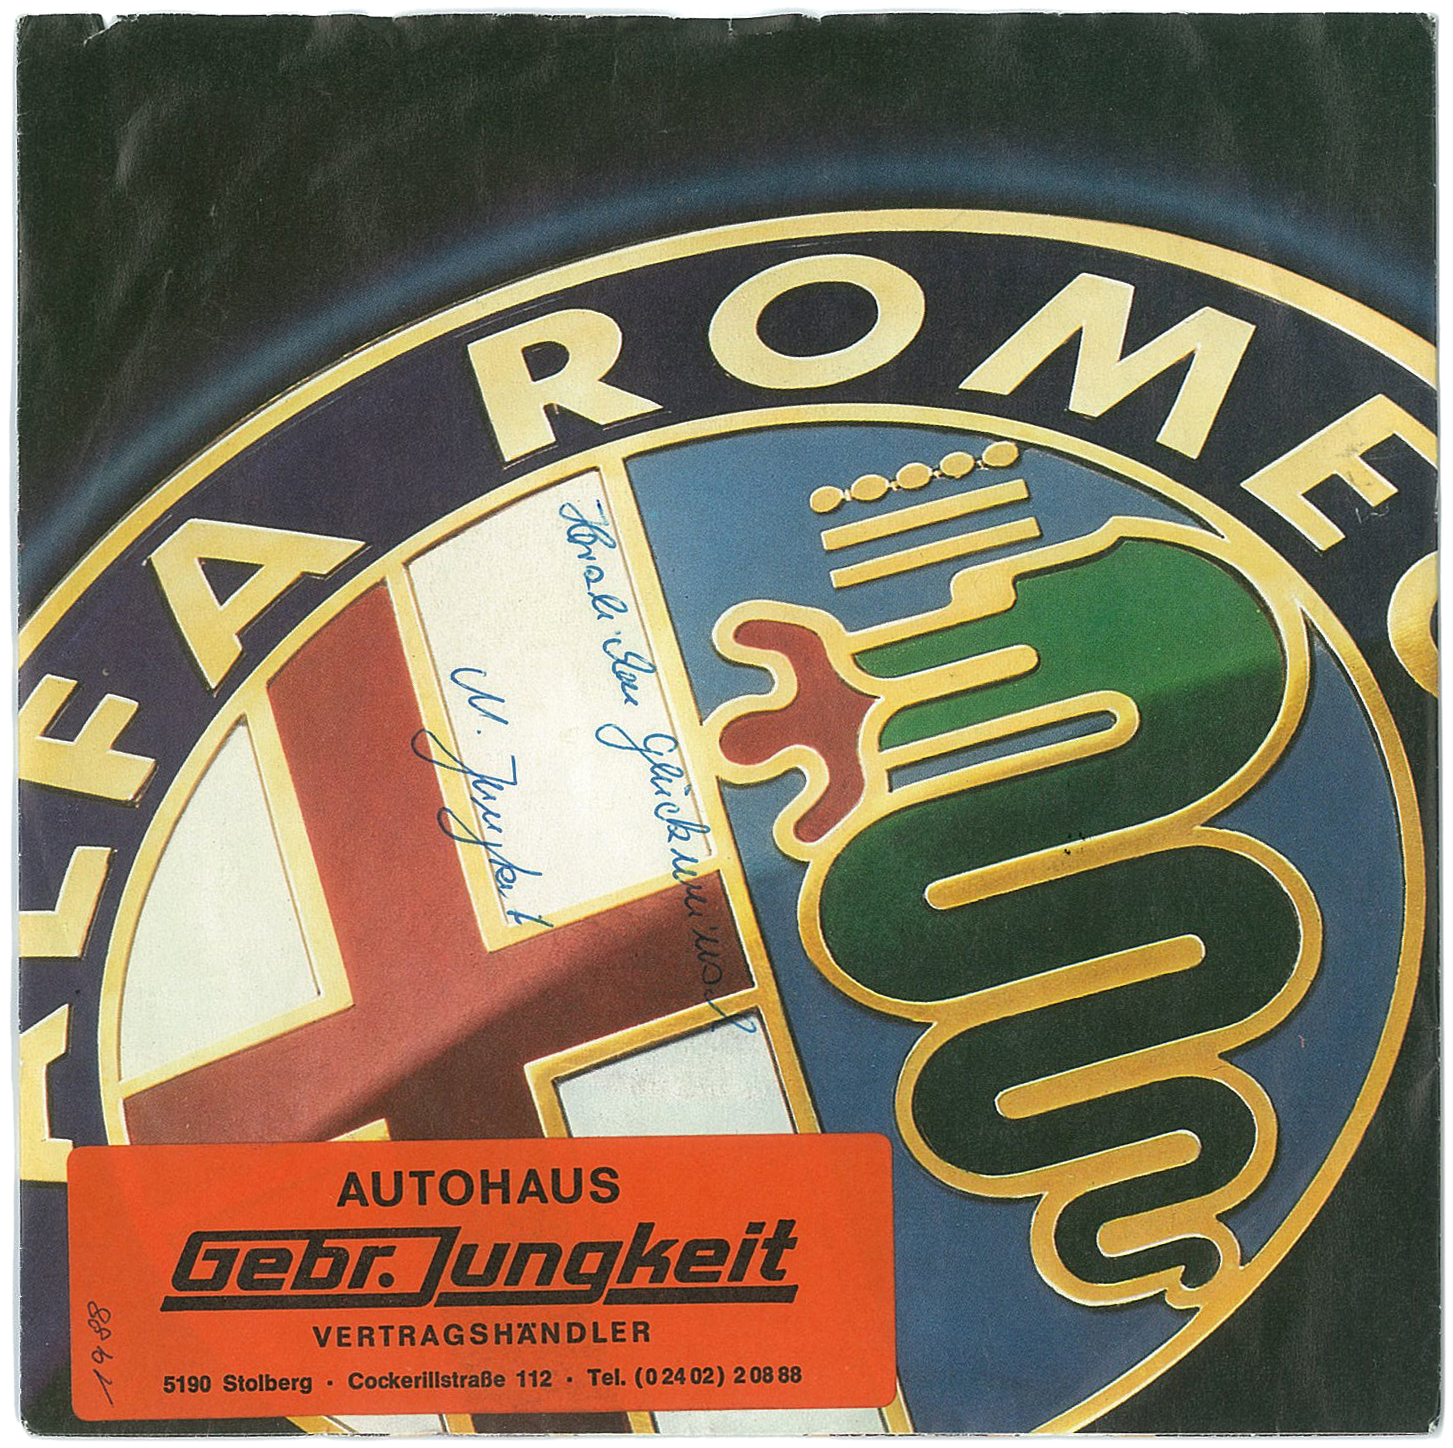 ALFA ROMEO
Herzlichen Glückwunsch
N. Jungkeit
AUTOHAUS
Gebr. Jungkeit
VERTRAGSHÄNDLER
5190 Stolberg · Cockerillstraße 112 · Tel. (0 24 02) 2 08 88